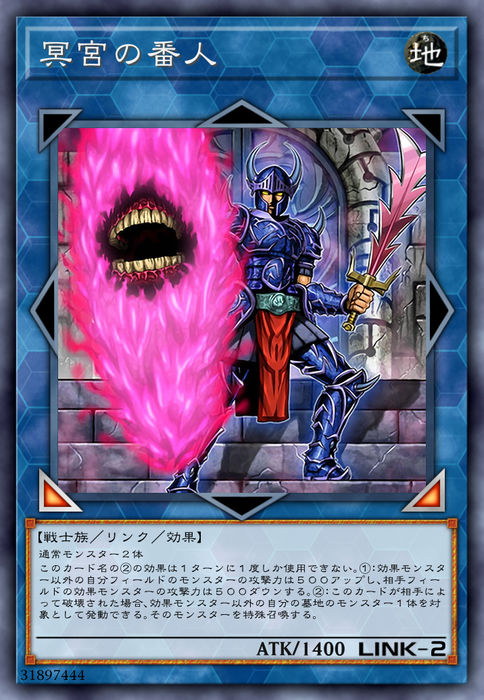 冥宮の番人
ち
地
【戦士族／リンク／効果】
通常モンスター２体
このカード名の②の効果は１ターンに１度しか使用できない。①：効果モンスタ
ー以外の自分フィールドのモンスターの攻撃力は５００アップし、相手フィー
ルドの効果モンスターの攻撃力は５００ダウンする。②：このカードが相手によ
って破壊された場合、効果モンスター以外の自分の墓地のモンスター１体を対
象として発動できる。そのモンスターを特殊召喚する。
ATK/1400 LINK-2
31897444